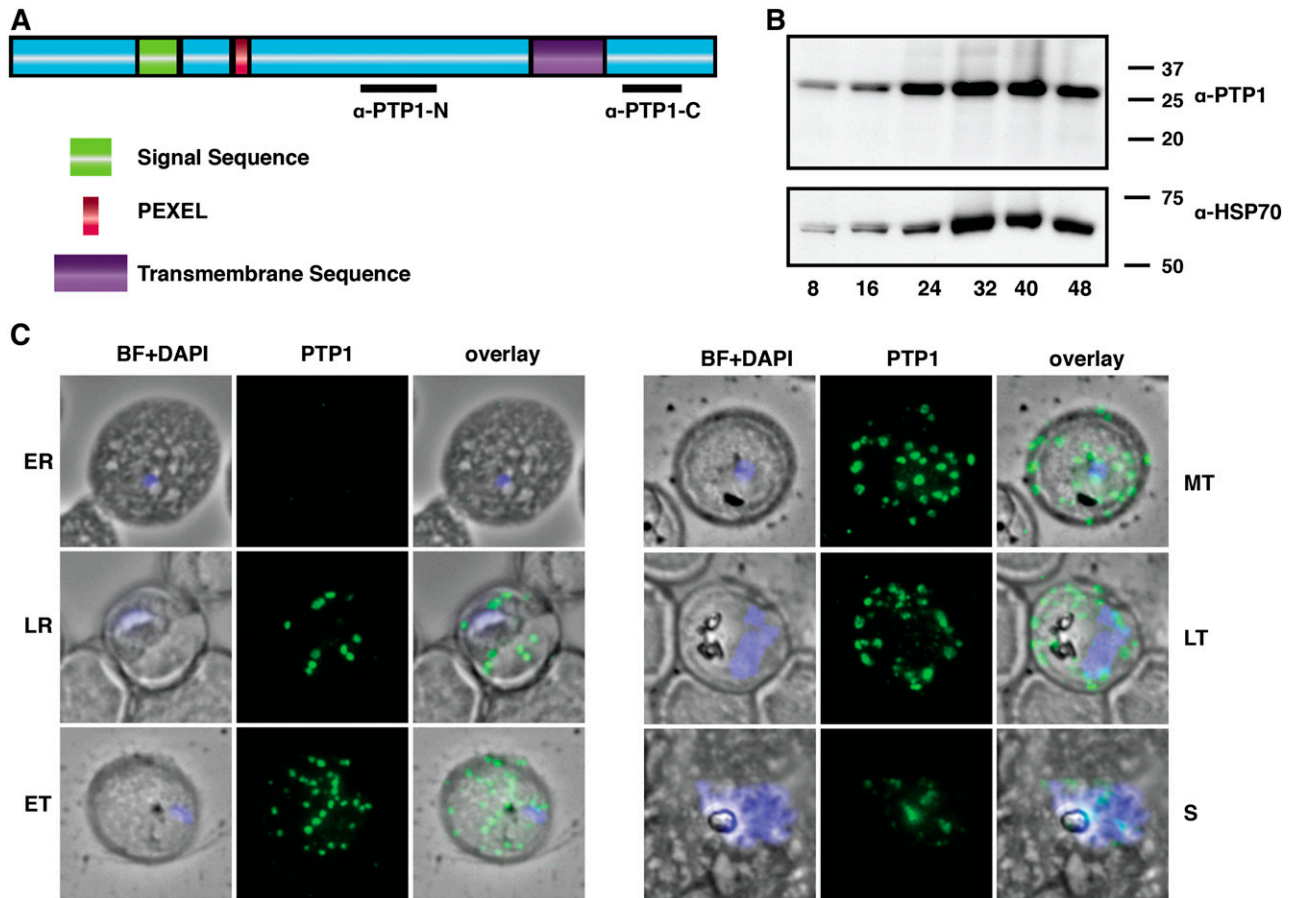 A
α-PTP1-N
α-PTP1-C
Signal Sequence
PEXEL
Transmembrane Sequence
B
37
25
20
α-PTP1
75
50
α-HSP70
8 16 24 32 40 48
C
BF+DAPI PTP1 overlay
ER
LR
ET
BF+DAPI PTP1 overlay
MT
LT
S